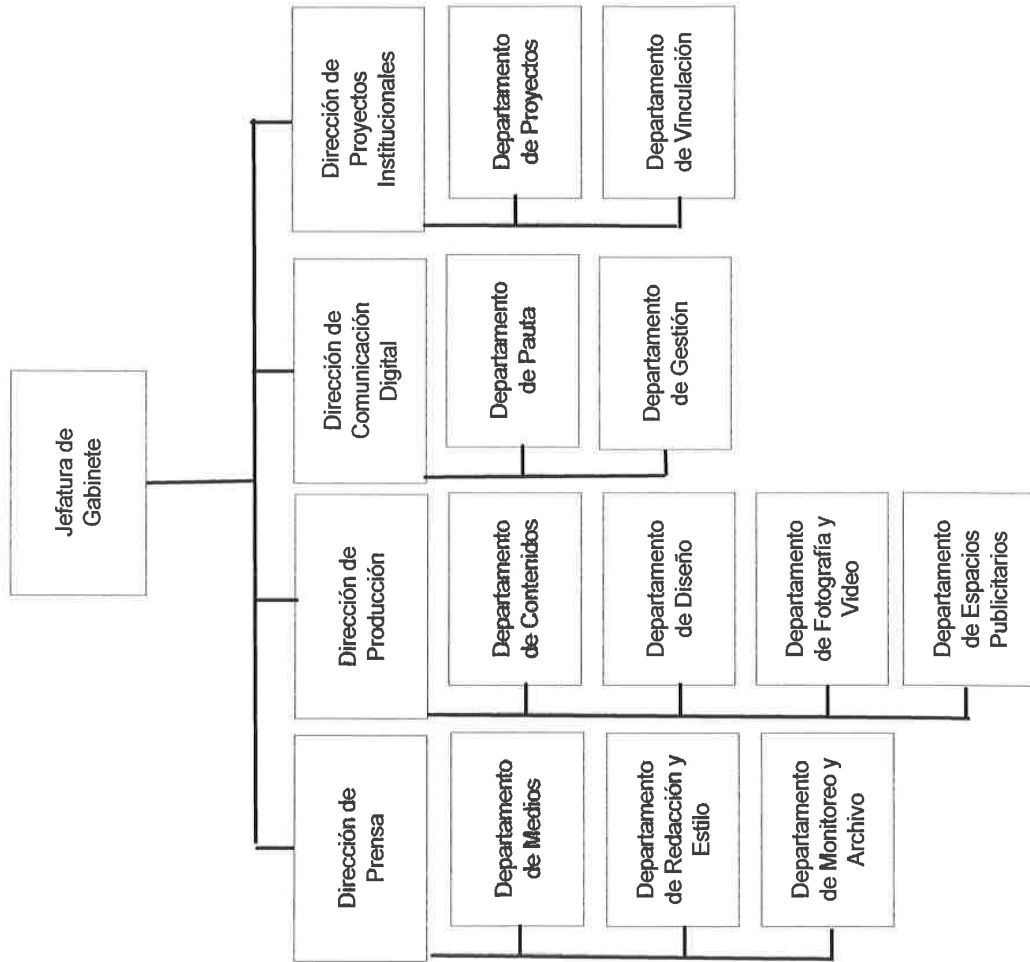 Jefatura de
Gabinete
Dirección de
Prensa
Departamento
de Medios
Departamento
de Redacción y
Estilo
Departamento
de Monitoreo y
Archivo
Dirección de
Producción
Departamento
de Contenidos
Departamento
de Diseño
Departamento
de Fotografía y
Video
Departamento
de Espacios
Publicitarios
Dirección de
Comunicación
Digital
Departamento
de Pauta
Departamento
de Gestión
Dirección de
Proyectos
Institucionales
Departamento
de Proyectos
Departamento
de Vinculación